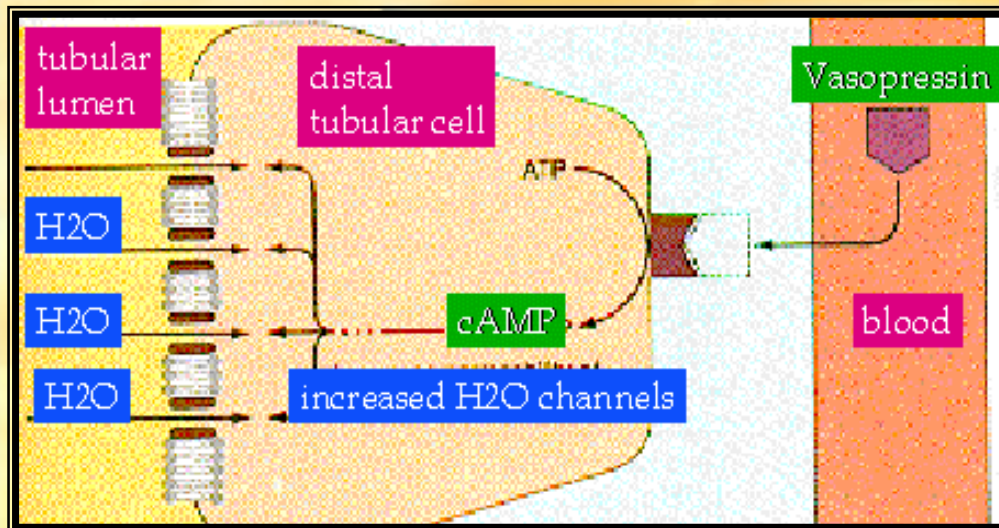 tubular
lumen
distal
tubular cell
Vasopressin
ATP
H2O
H2O
cAMP
blood
H2O
increased H2O channels